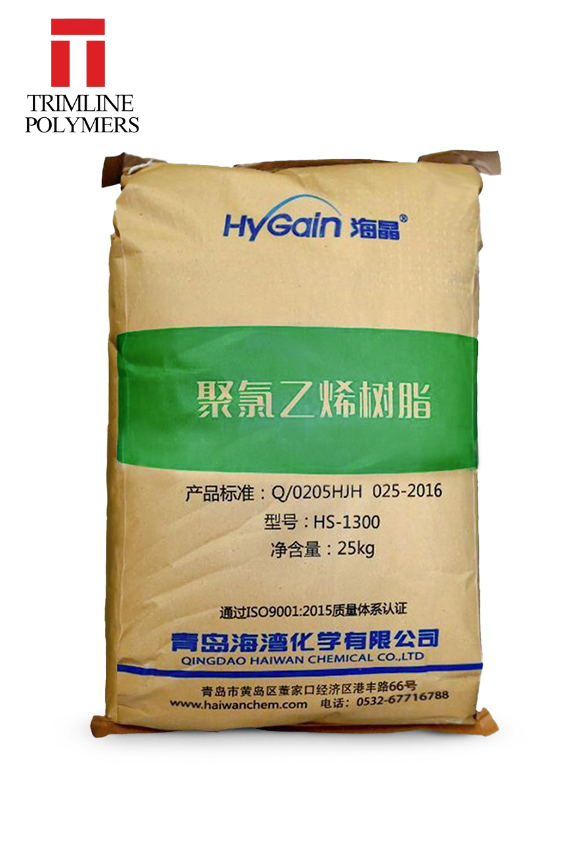 TRIMLINE
POLYMERS
HyGain 海晶®
聚氯乙烯树脂
产品标准：Q/0205HJH 025-2016
型号：HS-1300
净含量：25kg
通过ISO9001:2015质量体系认证
青岛海湾化学有限公司
QINGDAO HAIWAN CHEMICAL CO.,LTD
青岛市黄岛区董家口经济区港丰路66号
www.haiwanchem.com 电话：0532-67716788